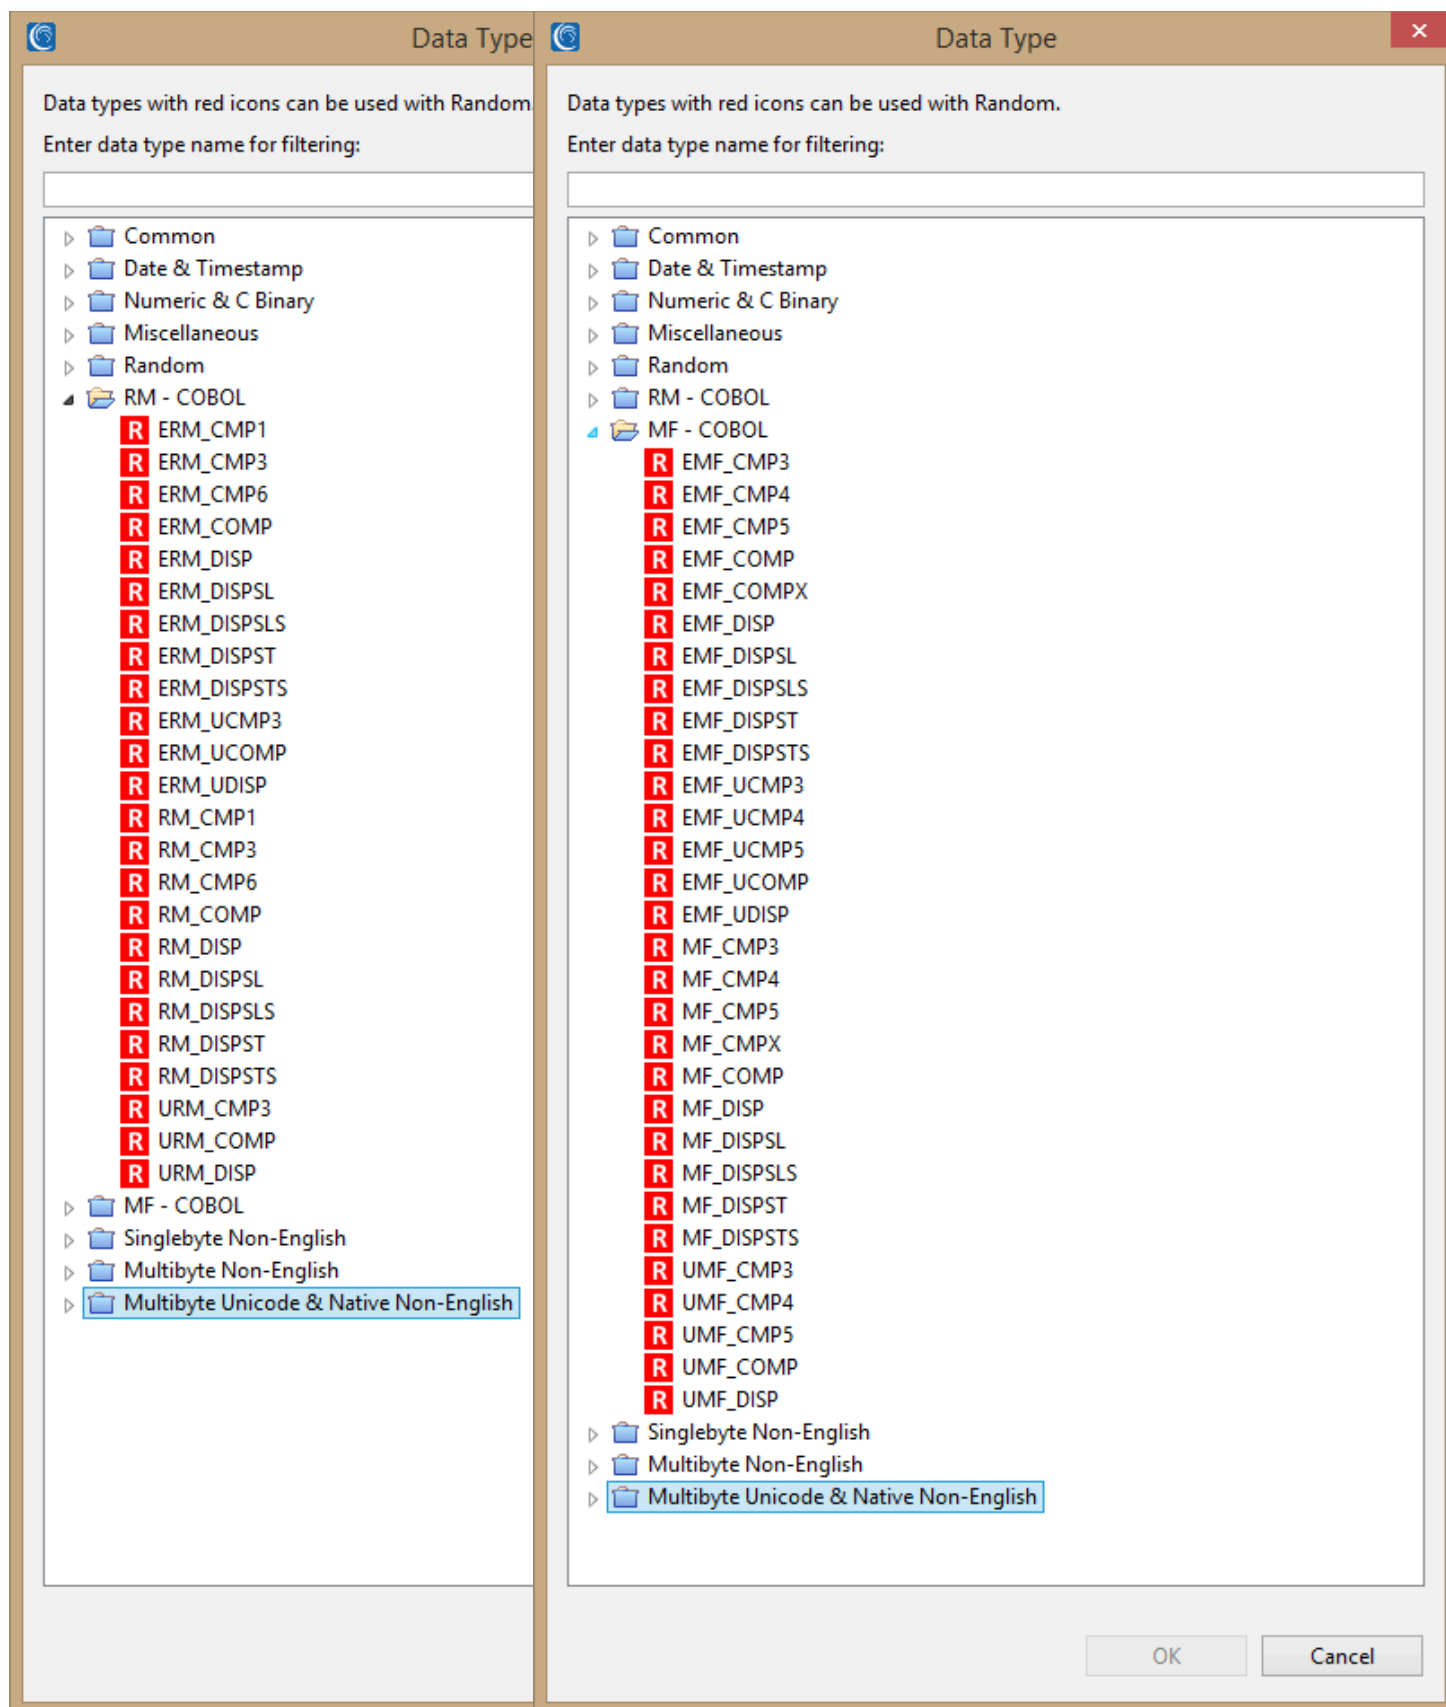 Data Type
Data types with red icons can be used with Random.
Enter data type name for filtering:
Common
Date & Timestamp
Numeric & C Binary
Miscellaneous
Random
RM - COBOL
R ERM_CMP1
R ERM_CMP3
R ERM_CMP6
R ERM_COMP
R ERM_DISP
R ERM_DISPSL
R ERM_DISPSLS
R ERM_DISPST
R ERM_DISPSTS
R ERM_UCMP3
R ERM_UCOMP
R ERM_UDISP
R RM_CMP1
R RM_CMP3
R RM_CMP6
R RM_COMP
R RM_DISP
R RM_DISPSL
R RM_DISPSLS
R RM_DISPST
R RM_DISPSTS
R URM_CMP3
R URM_COMP
R URM_DISP
MF - COBOL
Singlebyte Non-English
Multibyte Non-English
Multibyte Unicode & Native Non-English
Data Type
Data types with red icons can be used with Random.
Enter data type name for filtering:
Common
Date & Timestamp
Numeric & C Binary
Miscellaneous
Random
RM - COBOL
MF - COBOL
R EMF_CMP3
R EMF_CMP4
R EMF_CMP5
R EMF_COMP
R EMF_COMPX
R EMF_DISP
R EMF_DISPSL
R EMF_DISPSLS
R EMF_DISPST
R EMF_DISPSTS
R EMF_UCMP3
R EMF_UCMP4
R EMF_UCMP5
R EMF_UCOMP
R EMF_UDISP
R MF_CMP3
R MF_CMP4
R MF_CMP5
R MF_CMPX
R MF_COMP
R MF_DISP
R MF_DISPSL
R MF_DISPSLS
R MF_DISPST
R MF_DISPSTS
R UMF_CMP3
R UMF_CMP4
R UMF_CMP5
R UMF_COMP
R UMF_DISP
Singlebyte Non-English
Multibyte Non-English
Multibyte Unicode & Native Non-English
OK Cancel